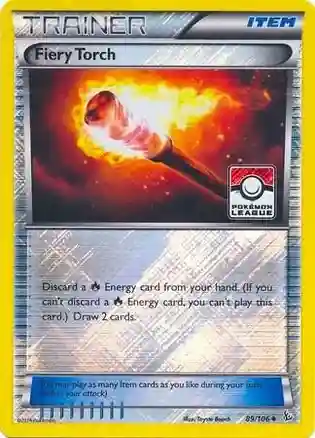 TRAINER ITEM
Fiery Torch
POKÉMON
LEAGUE
Discard a Energy card from your hand. (If you
can't discard a Energy card, you can't play this
card.) Draw 2 cards.
You may play as many Item cards as you like during your turn
(before your attack)
Illus. Toyste Beach 89/106